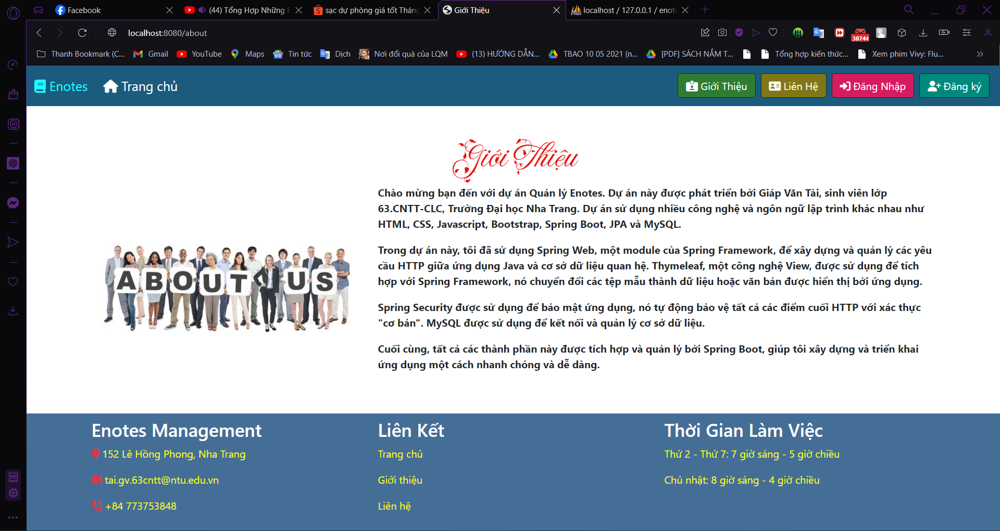 Facebook
(44) Tổng Hợp Những
sạc dự phòng giá tốt Tháng
Giới Thiệu
localhost / 127.0.0.1 / enote
localhost:8080/about
30744
Thanh Bookmark (C...
Gmail
YouTube
Maps
Tin tức
Dịch
Nơi đổi quà của LQM
(13) HƯỚNG DẪN...
TBAO 10 05 2021 (n...
[PDF] SÁCH NẮM T...
Tổng hợp kiến thức...
Xem phim Vivy: Flu...
Enotes
Trang chủ
Giới Thiệu
Liên Hệ
Đăng Nhập
Đăng ký
Giới Thiệu
ABOUT US
Chào mừng bạn đến với dự án Quản lý Enotes. Dự án này được phát triển bởi Giáp Văn Tài, sinh viên lớp
63.CNTT-CLC, Trường Đại học Nha Trang. Dự án sử dụng nhiều công nghệ và ngôn ngữ lập trình khác nhau như
HTML, CSS, Javascript, Bootstrap, Spring Boot, JPA và MySQL.
Trong dự án này, tôi đã sử dụng Spring Web, một module của Spring Framework, để xây dựng và quản lý các yêu
cầu HTTP giữa ứng dụng Java và cơ sở dữ liệu quan hệ. Thymeleaf, một công nghệ View, được sử dụng để tích
hợp với Spring Framework, nó chuyển đổi các tệp mẫu thành dữ liệu hoặc văn bản được hiển thị bởi ứng dụng.
Spring Security được sử dụng để bảo mật ứng dụng, nó tự động bảo vệ tất cả các điểm cuối HTTP với xác thực
"cơ bản". MySQL được sử dụng để kết nối và quản lý cơ sở dữ liệu.
Cuối cùng, tất cả các thành phần này được tích hợp và quản lý bởi Spring Boot, giúp tôi xây dựng và triển khai
ứng dụng một cách nhanh chóng và dễ dàng.
Enotes Management
152 Lê Hồng Phong, Nha Trang
tai.gv.63cntt@ntu.edu.vn
+84 773753848
Liên Kết
Trang chủ
Giới thiệu
Liên hệ
Thời Gian Làm Việc
Thứ 2 - Thứ 7: 7 giờ sáng - 5 giờ chiều
Chủ nhật: 8 giờ sáng - 4 giờ chiều